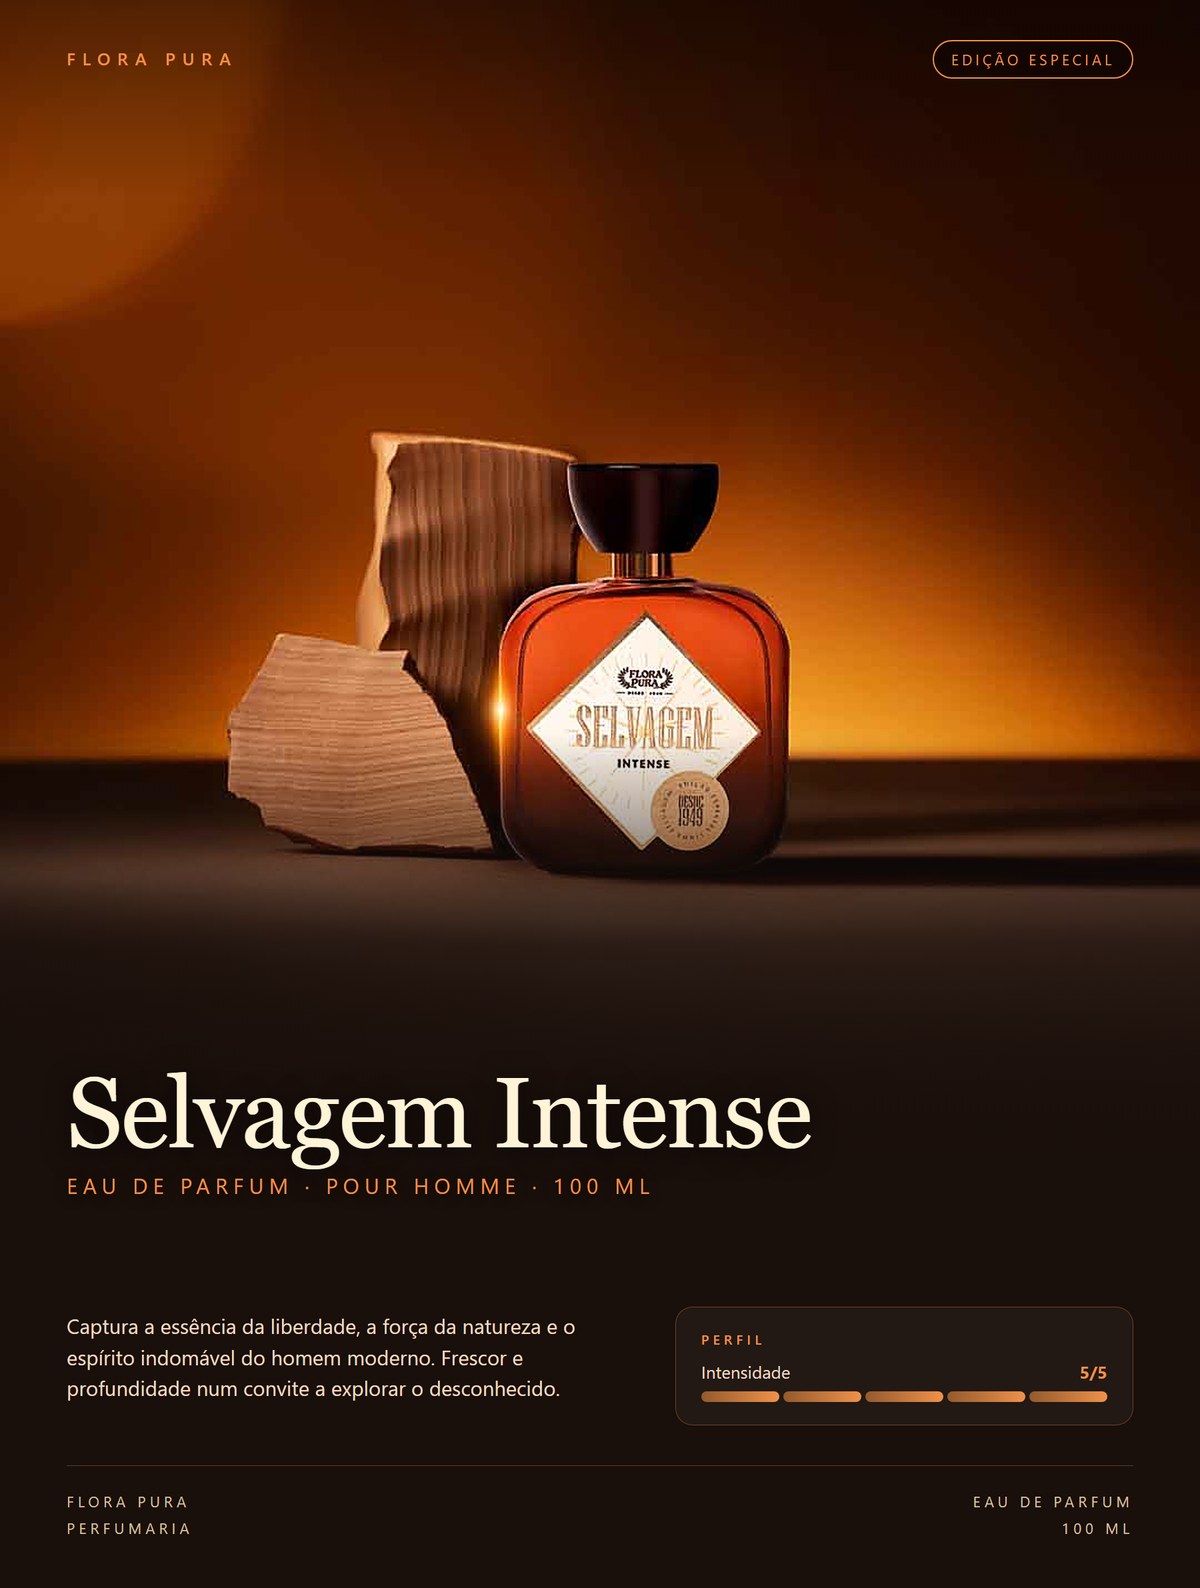 FLORA PURA
EDIÇÃO ESPECIAL
FLORA
PURA
SELVAGEM
INTENSE
DESDE
1949
Selvagem Intense
EAU DE PARFUM · POUR HOMME · 100 ML
Captura a essência da liberdade, a força da natureza e o
espírito indomável do homem moderno. Frescor e
profundidade num convite a explorar o desconhecido.
PERFIL
Intensidade 5/5
FLORA PURA
PERFUMARIA
EAU DE PARFUM
100 ML